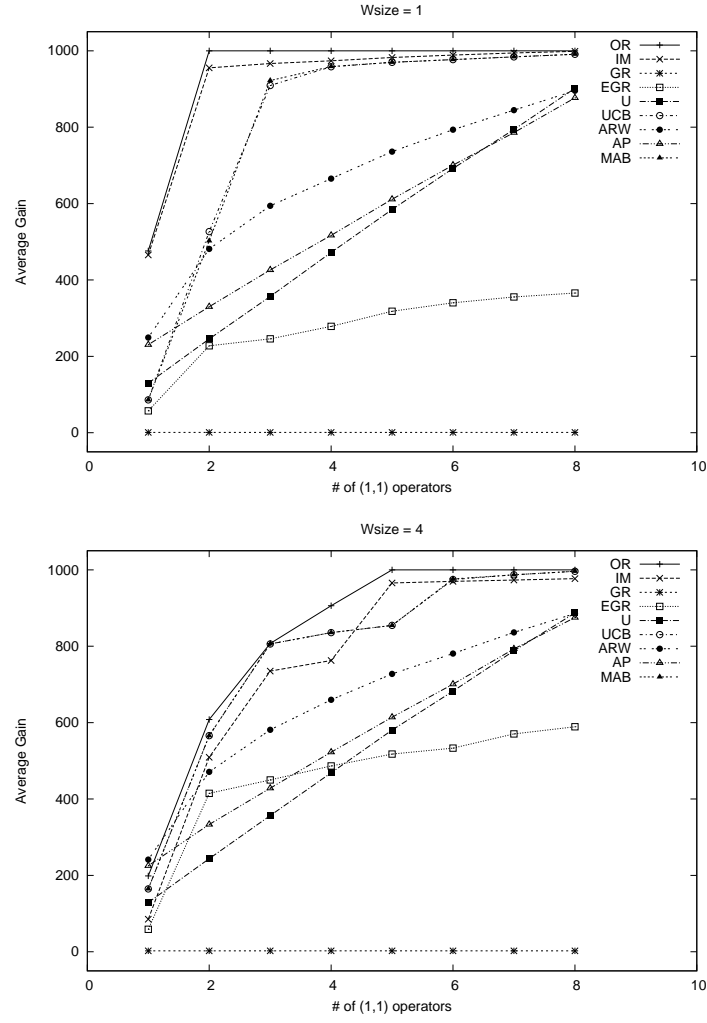 Wsize = 1
1000
800
600
400
200
0
Average Gain
0 2 4 6 8 10
# of (1,1) operators
OR
IM
GR
EGR
U
UCB
ARW
AP
MAB
Wsize = 4
1000
800
600
400
200
0
Average Gain
0 2 4 6 8 10
# of (1,1) operators
OR
IM
GR
EGR
U
UCB
ARW
AP
MAB